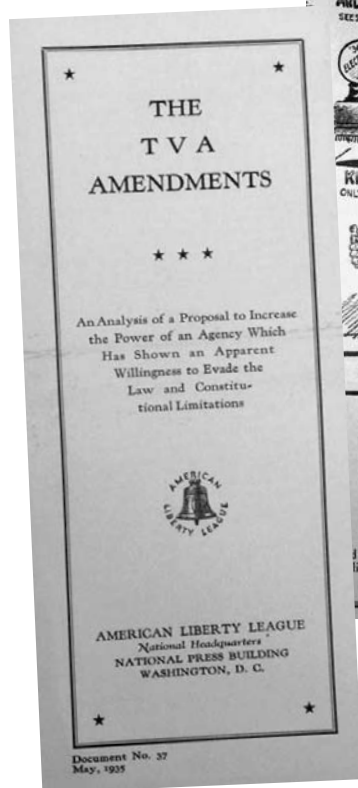 THE
T V A
AMENDMENTS
An Analysis of a Proposal to Increase
the Power of an Agency Which
Has Shown an Apparent
Willingness to Evade the
Law and Constitu-
tional Limitations
AMERICAN
LIBERTY LEAGUE
AMERICAN LIBERTY LEAGUE
National Headquarters
NATIONAL PRESS BUILDING
WASHINGTON, D. C.
Document No. 37
May, 1935